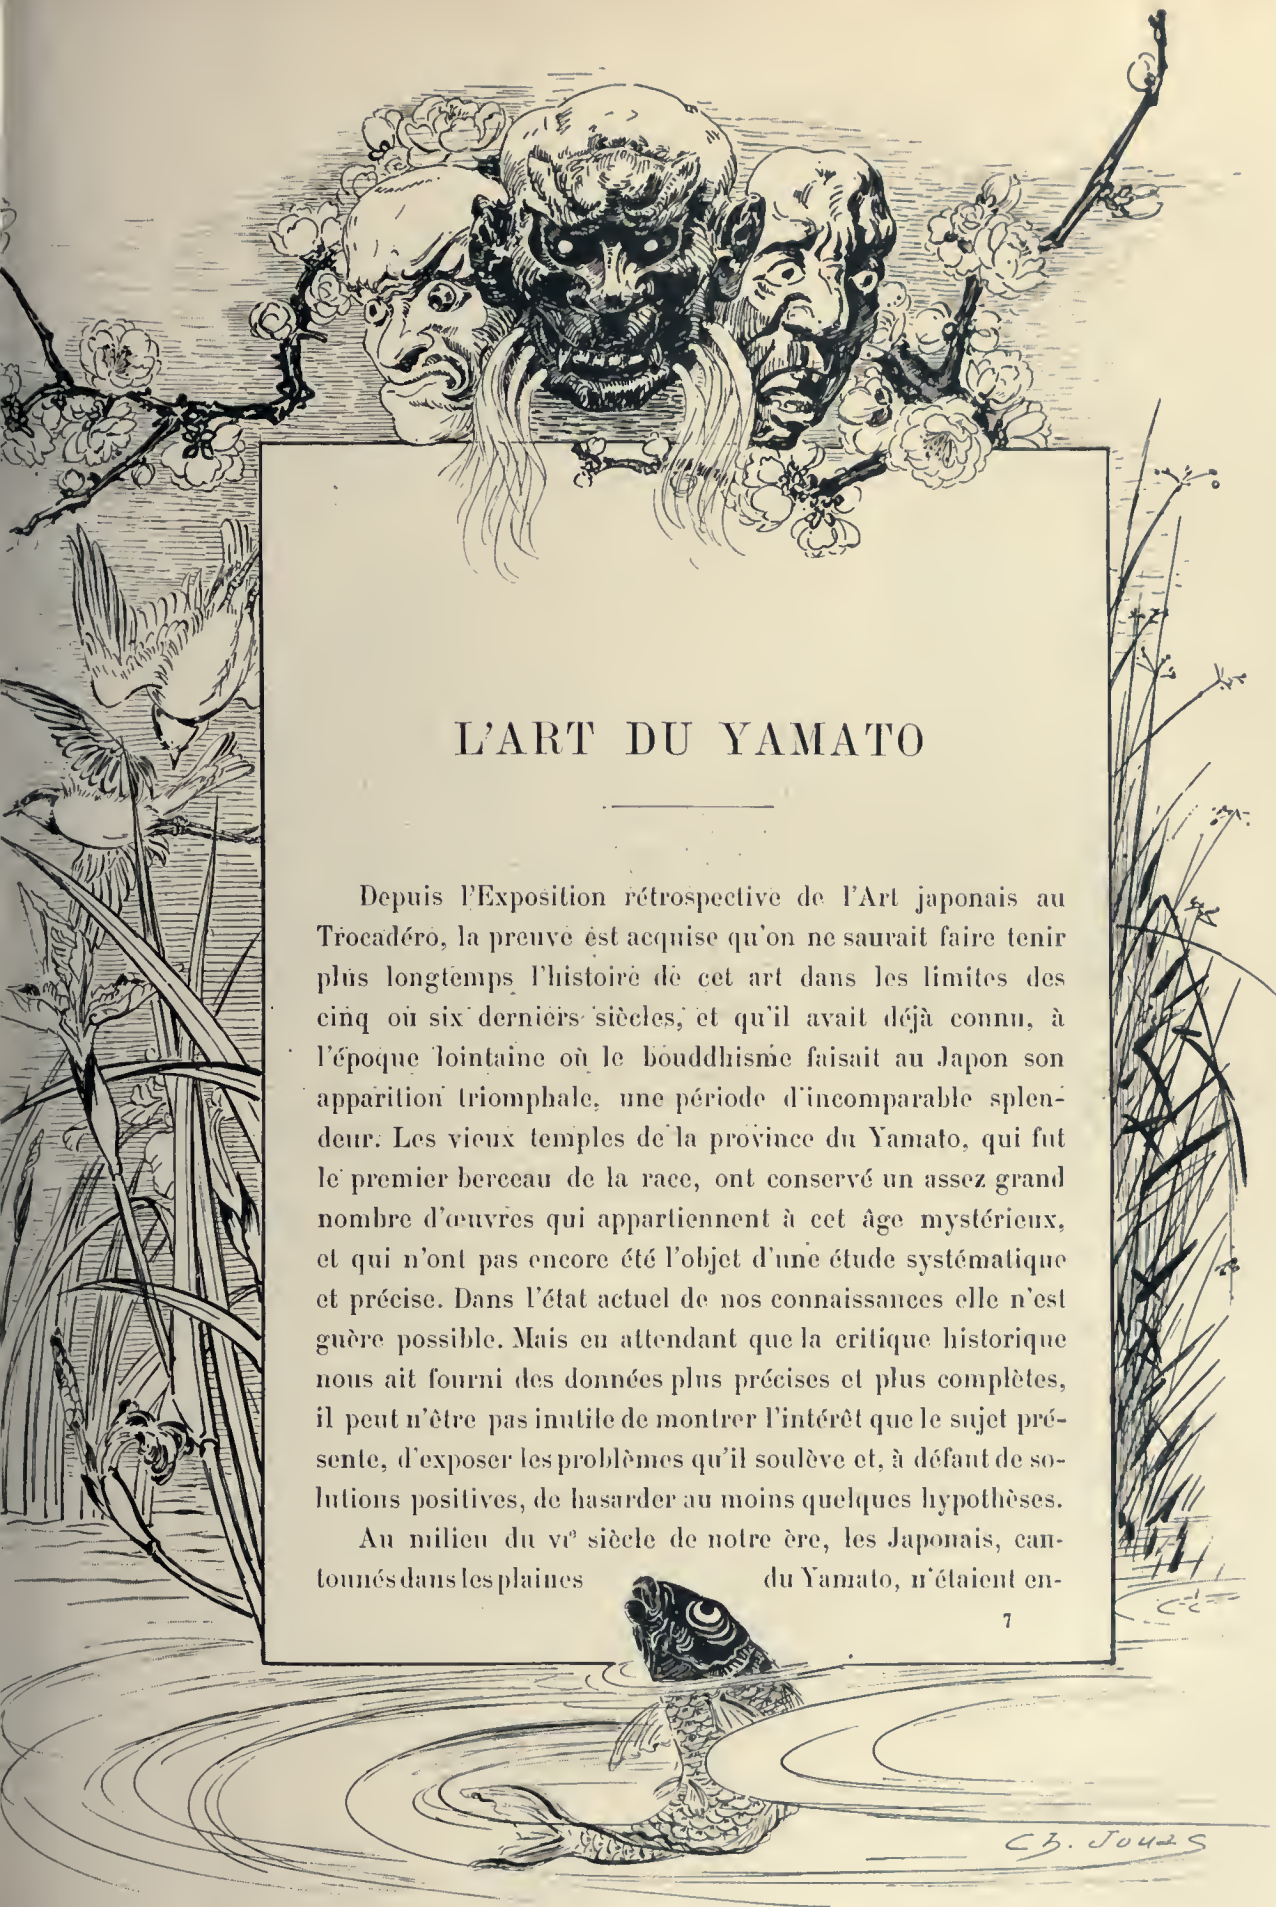 L'ART DU YAMATO
Depuis l'Exposition rétrospective de l'Art japonais au
Trocadéro, la preuve est acquise qu'on ne saurait faire tenir
plus longtemps l'histoire de cet art dans les limites des
cinq ou six derniers siècles, et qu'il avait déjà connu, à
l'époque lointaine où le bouddhisme faisait au Japon son
apparition triomphale, une période d'incomparable splen-
deur. Les vieux temples de la province du Yamato, qui fut
le premier berceau de la race, ont conservé un assez grand
nombre d'œuvres qui appartiennent à cet âge mystérieux,
et qui n'ont pas encore été l'objet d'une étude systématique
et précise. Dans l'état actuel de nos connaissances elle n'est
guère possible. Mais en attendant que la critique historique
nous ait fourni des données plus précises et plus complètes,
il peut n'être pas inutile de montrer l'intérêt que le sujet pré-
sente, d'exposer les problèmes qu'il soulève et, à défaut de so-
lutions positives, de hasarder au moins quelques hypothèses.
Au milieu du VIe siècle de notre ère, les Japonais, can-
tonnés dans les plaines du Yamato, n'étaient en-
7